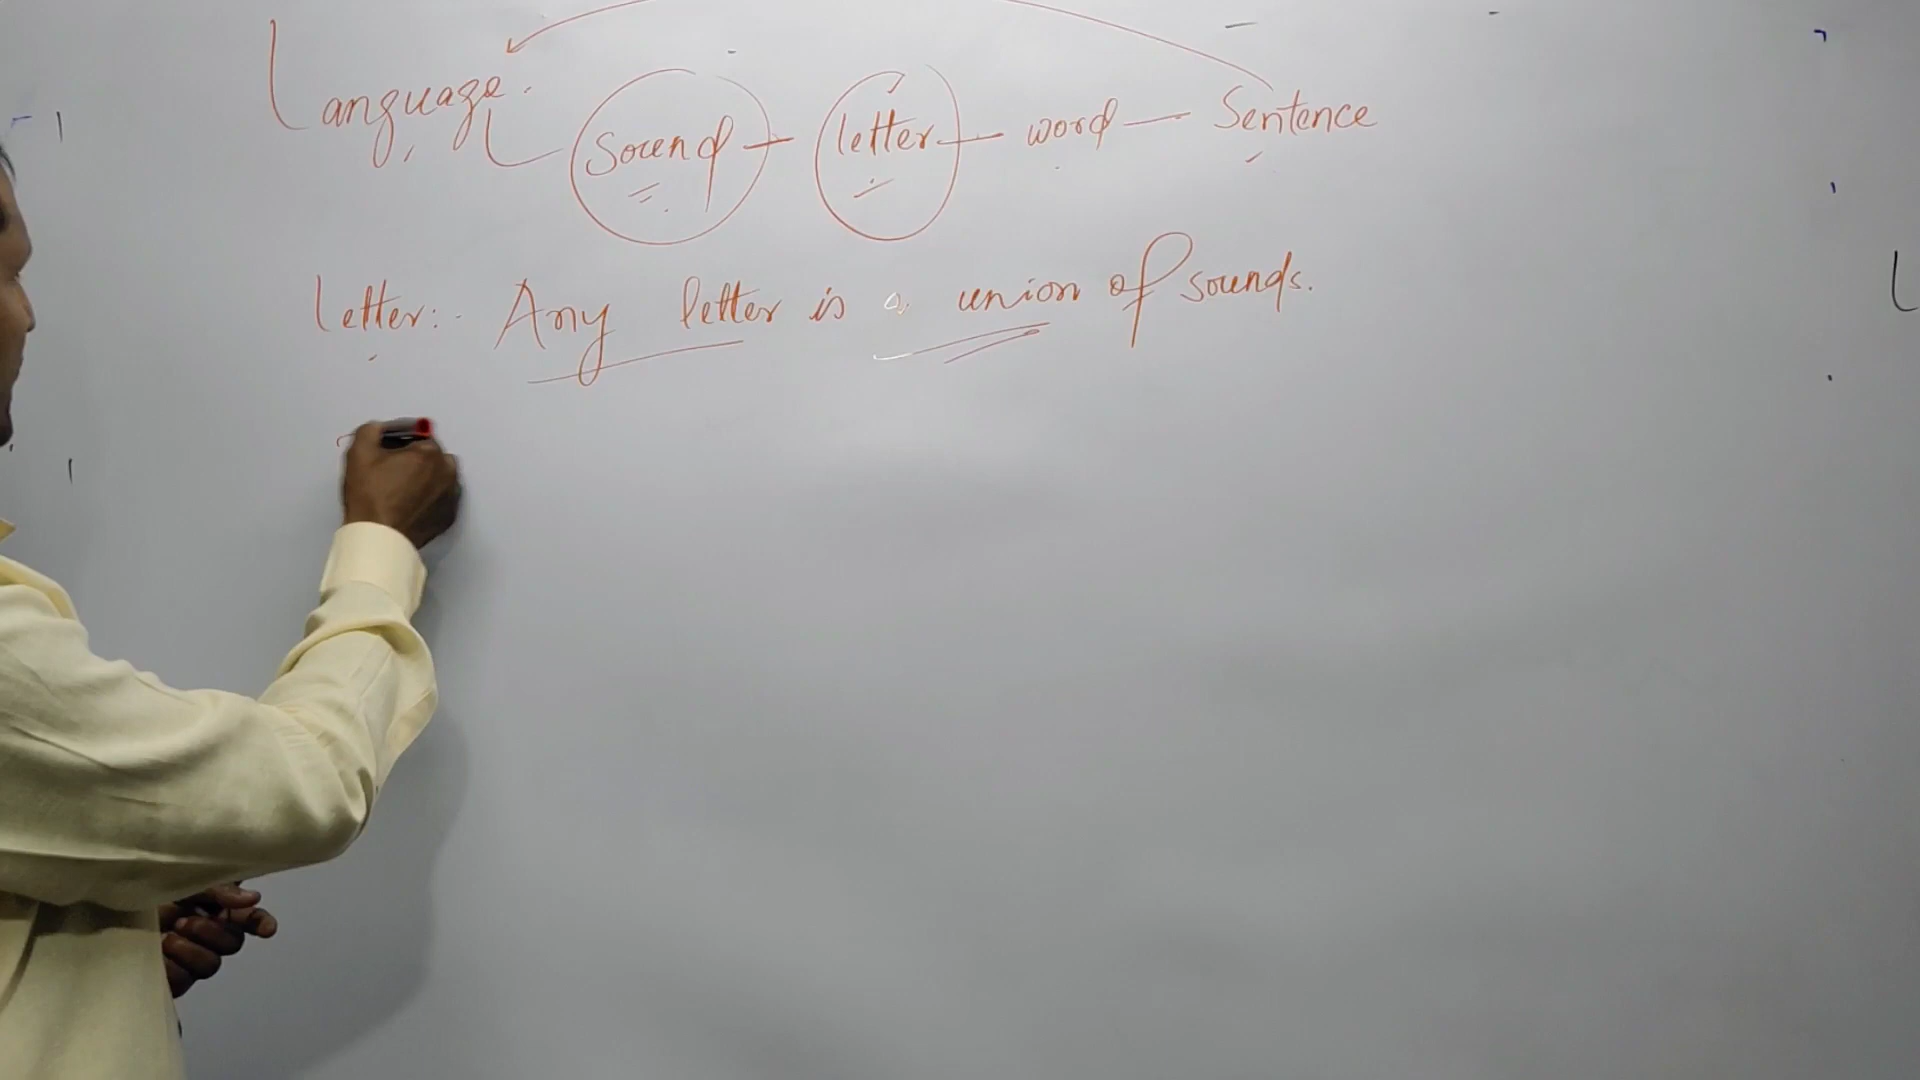 Language. Sound - letter - word - Sentence
Letter:- Any letter is a union of sounds.